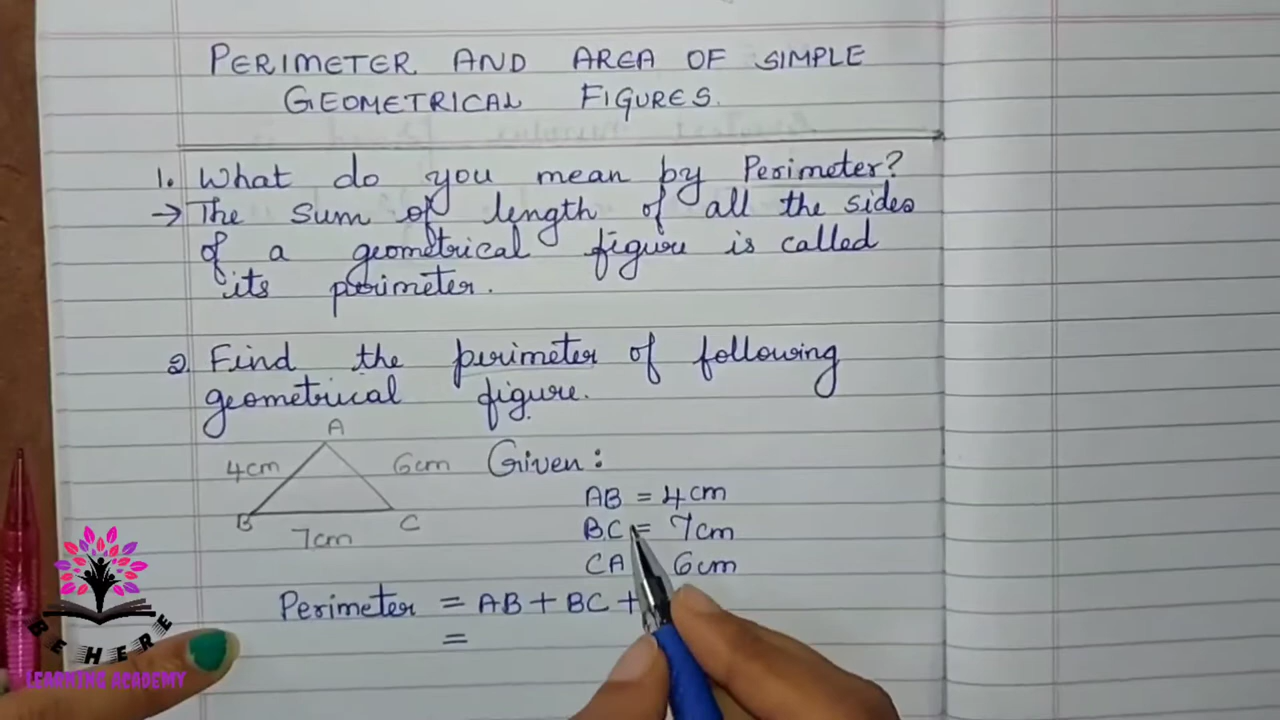 PERIMETER AND AREA OF SIMPLE
GEOMETRICAL FIGURES.
1. What do you mean by Perimeter?
→ The sum of length of all the sides
of a geometrical figure is called
its perimeter.
2. Find the perimeter of following
geometrical figure.
A
4cm 6cm
B C
7cm
Given:
AB = 4cm
BC = 7cm
CA 6cm
Perimeter = AB + BC +
=
BEHERE
LEARNING ACADEMY